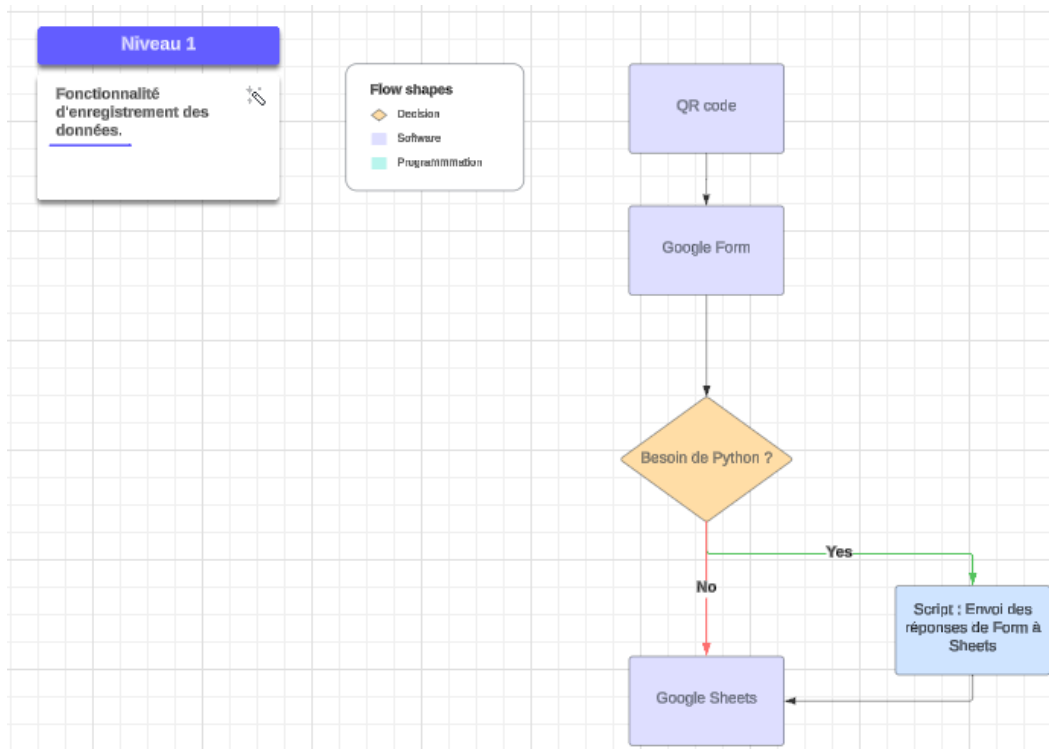 Niveau 1
Fonctionnalité
d'enregistrement des
données.
Flow shapes
Decision
Software
Programmmation
QR code
Google Form
Besoin de Python ?
Yes
No
Script : Envoi des
réponses de Form à
Sheets
Google Sheets